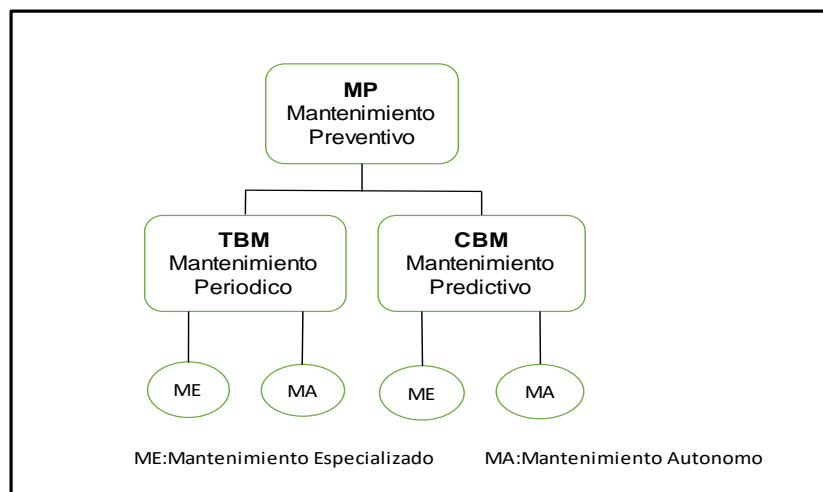 MP
Mantenimiento
Preventivo
TBM
Mantenimiento
Periodico
CBM
Mantenimiento
Predictivo
ME
MA
ME
MA
ME:Mantenimiento Especializado
MA:Mantenimiento Autonomo